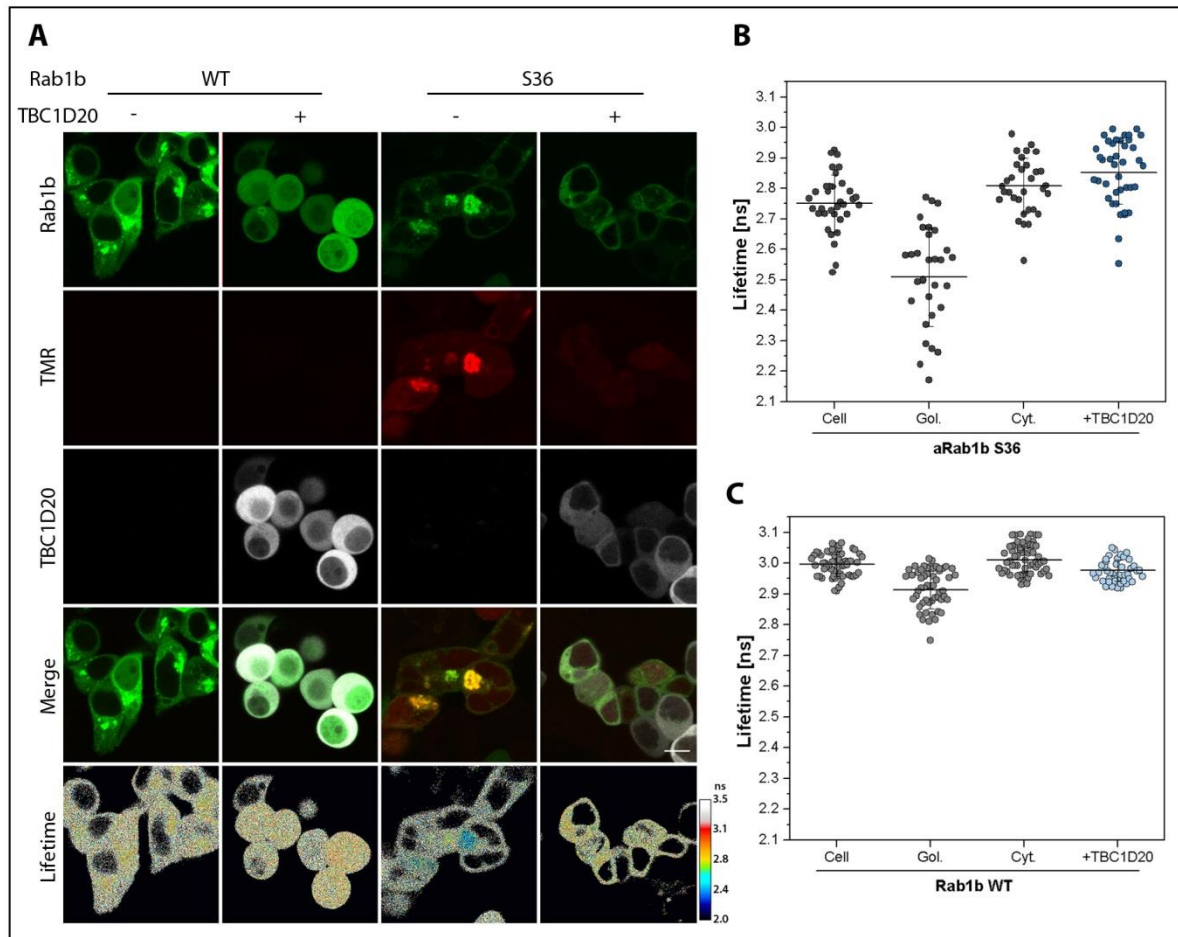 A
Rab1b WT S36
TBC1D20 - + - +
Rab1b
TMR
TBC1D20
Merge
Lifetime
ns
3.5
3.1
2.8
2.4
2.0
B
Lifetime [ns]
3.1
3.0
2.9
2.8
2.7
2.6
2.5
2.4
2.3
2.2
2.1
Cell Gol. Cyt. +TBC1D20
aRab1b S36
C
Lifetime [ns]
3.1
3.0
2.9
2.8
2.7
2.6
2.5
2.4
2.3
2.2
2.1
Cell Gol. Cyt. +TBC1D20
Rab1b WT